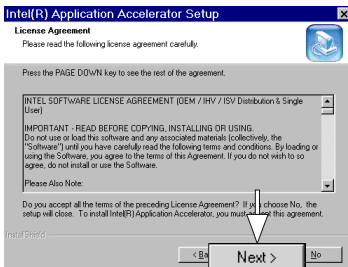 Intel(R) Application Accelerator Setup
License Agreement
Please read the following license agreement carefully.
Press the PAGE DOWN key to see the rest of the agreement.
INTEL SOFTWARE LICENSE AGREEMENT (OEM / IHV / ISV Distribution & Single
User)
IMPORTANT - READ BEFORE COPYING, INSTALLING OR USING.
Do not use or load this software and any associated materials (collectively, the
"Software") until you have carefully read the following terms and conditions. By loading or
using the Software, you agree to the terms of this Agreement. If you do not wish to so
agree, do not install or use the Software.
Please Also Note:
Do you accept all the terms of the preceding License Agreement? If you choose No, the
setup will close. To install Intel(R) Application Accelerator, you must accept this agreement.
InstallShield
< Ba
Next >
No